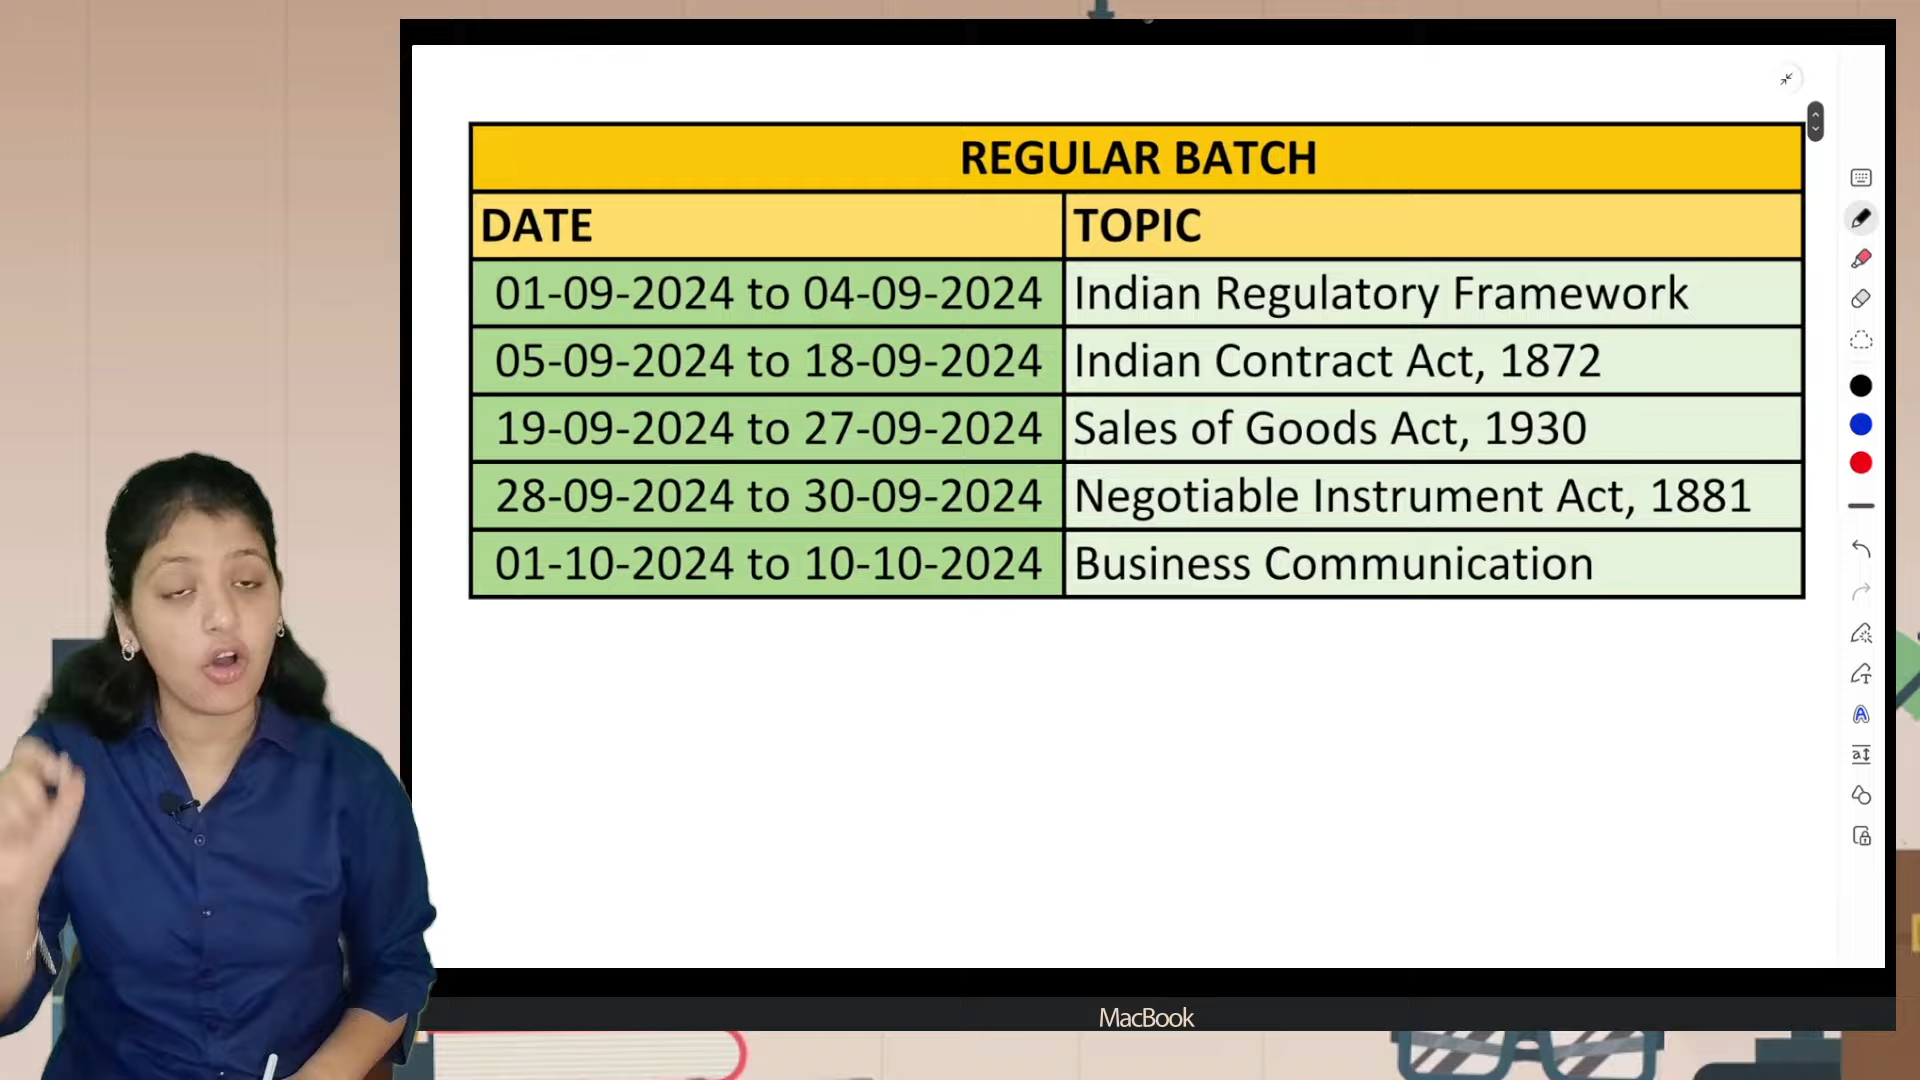 REGULAR BATCH
DATE TOPIC
01-09-2024 to 04-09-2024 Indian Regulatory Framework
05-09-2024 to 18-09-2024 Indian Contract Act, 1872
19-09-2024 to 27-09-2024 Sales of Goods Act, 1930
28-09-2024 to 30-09-2024 Negotiable Instrument Act, 1881
01-10-2024 to 10-10-2024 Business Communication
MacBook